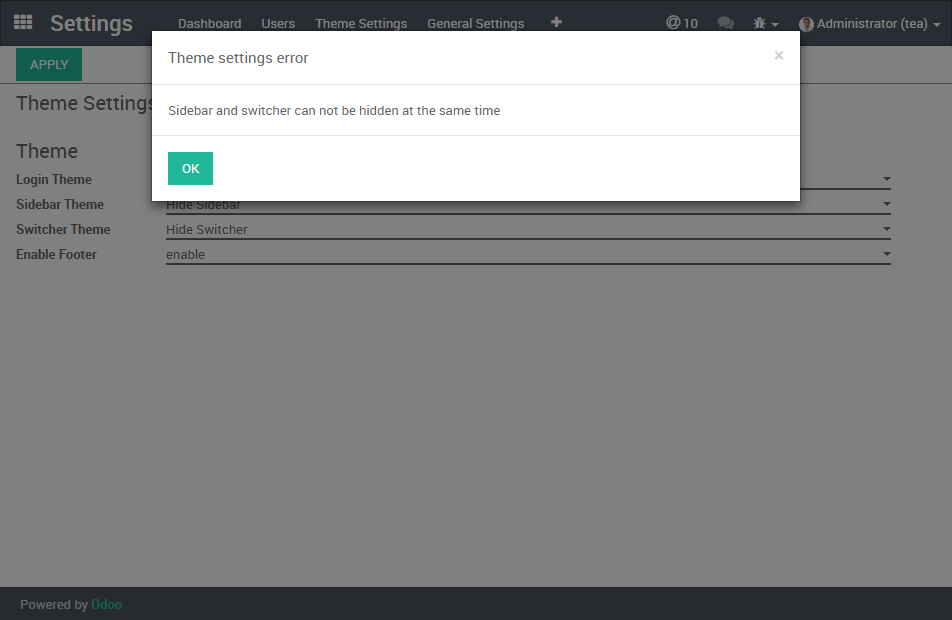 Settings Dashboard Users Theme Settings General Settings @ 10 Administrator (tea)
APPLY
Theme settings error ×
Sidebar and switcher can not be hidden at the same time
OK
Theme Settings
Theme
Login Theme
Sidebar Theme Hide Sidebar
Switcher Theme Hide Switcher
Enable Footer enable
Powered by Odoo